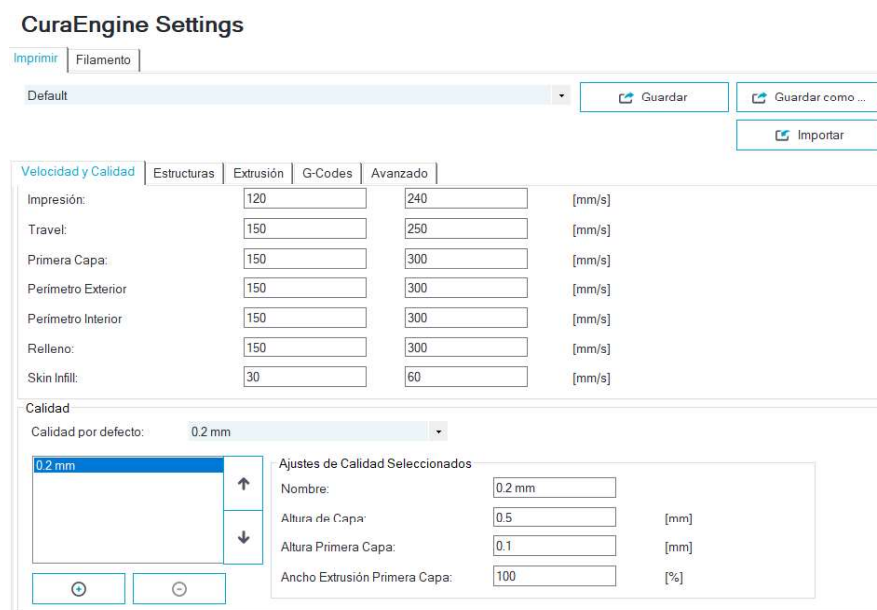 CuraEngine Settings
Imprimir Filamento
Default Guardar Guardar como ...
Importar
Velocidad y Calidad Estructuras Extrusión G-Codes Avanzado
Impresión: 120 240 [mm/s]
Travel: 150 250 [mm/s]
Primera Capa: 150 300 [mm/s]
Perímetro Exterior 150 300 [mm/s]
Perímetro Interior 150 300 [mm/s]
Relleno: 150 300 [mm/s]
Skin Infill: 30 60 [mm/s]
Calidad
Calidad por defecto: 0.2 mm
0.2 mm
Ajustes de Calidad Seleccionados
Nombre: 0.2 mm
Altura de Capa: 0.5 [mm]
Altura Primera Capa: 0.1 [mm]
Ancho Extrusión Primera Capa: 100 [%]